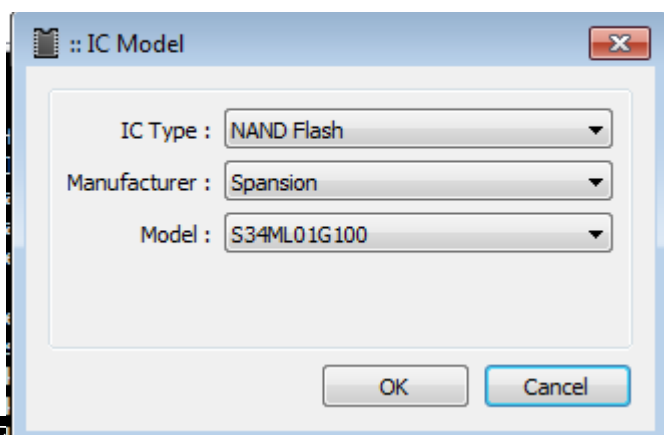 :: IC Model
IC Type : NAND Flash
Manufacturer : Spansion
Model : S34ML01G100
OK Cancel